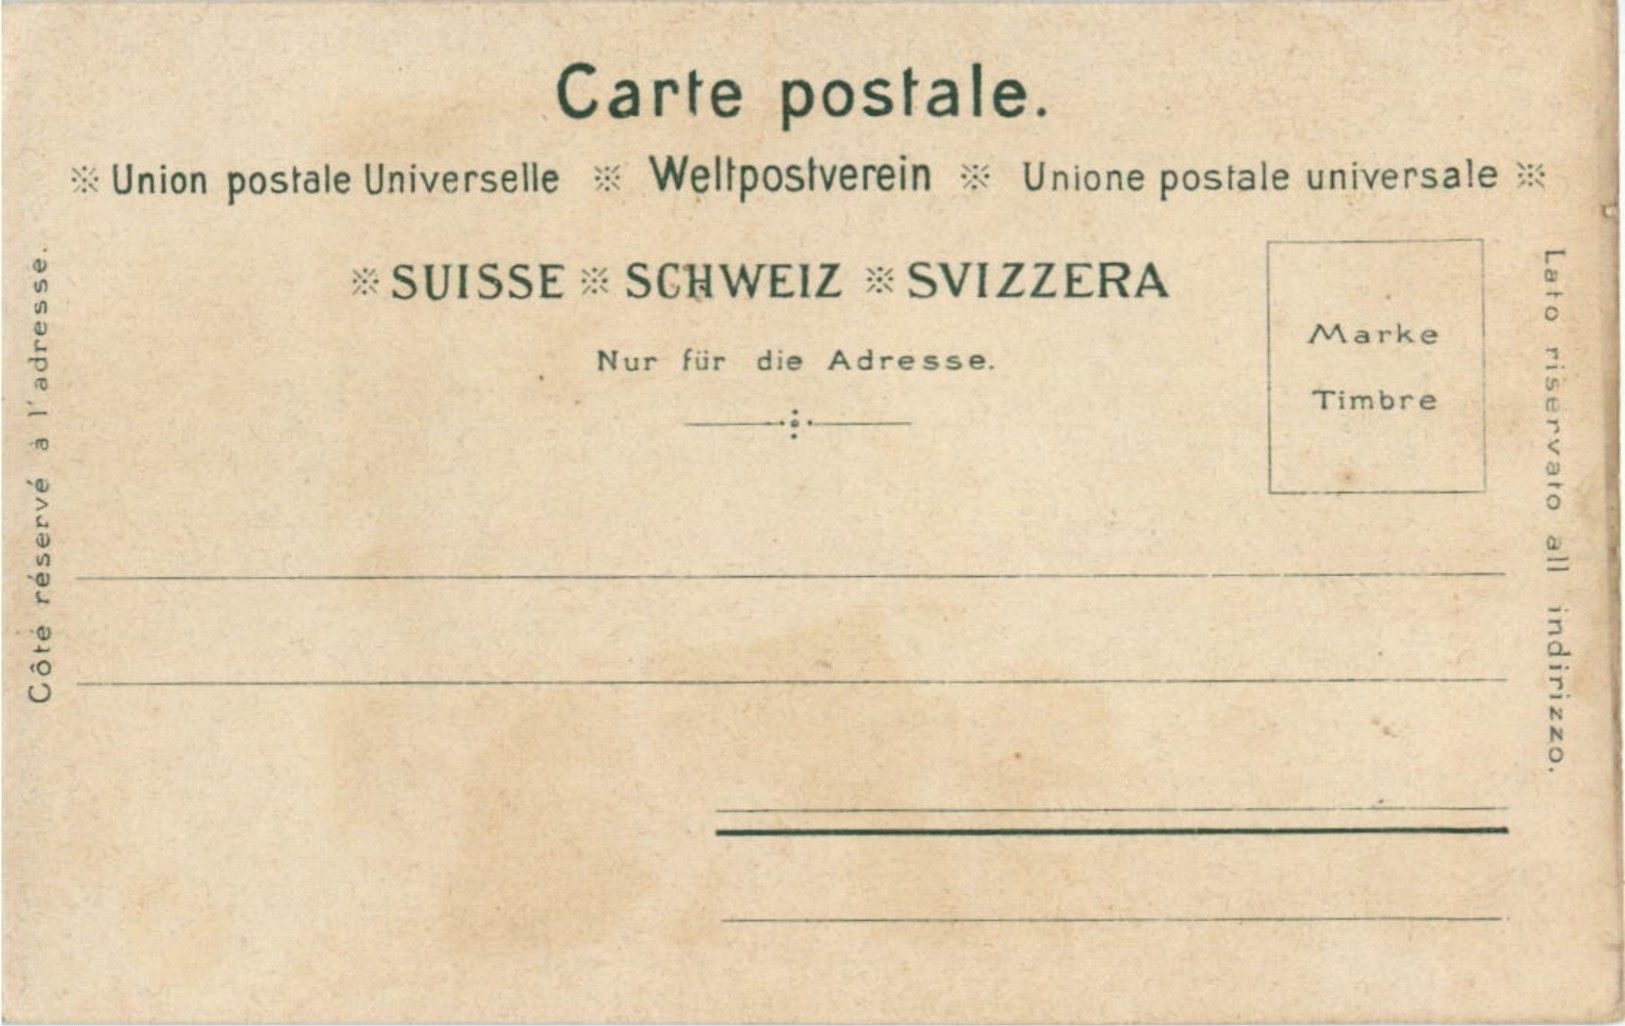 Carte postale.
※ Union postale Universelle ※ Weltpostverein ※ Unione postale universale ※
※ SUISSE ※ SCHWEIZ ※ SVIZZERA
Nur für die Adresse.
Marke
Timbre
Côté réservé à l'adresse.
Lato riservato all indirizzo.